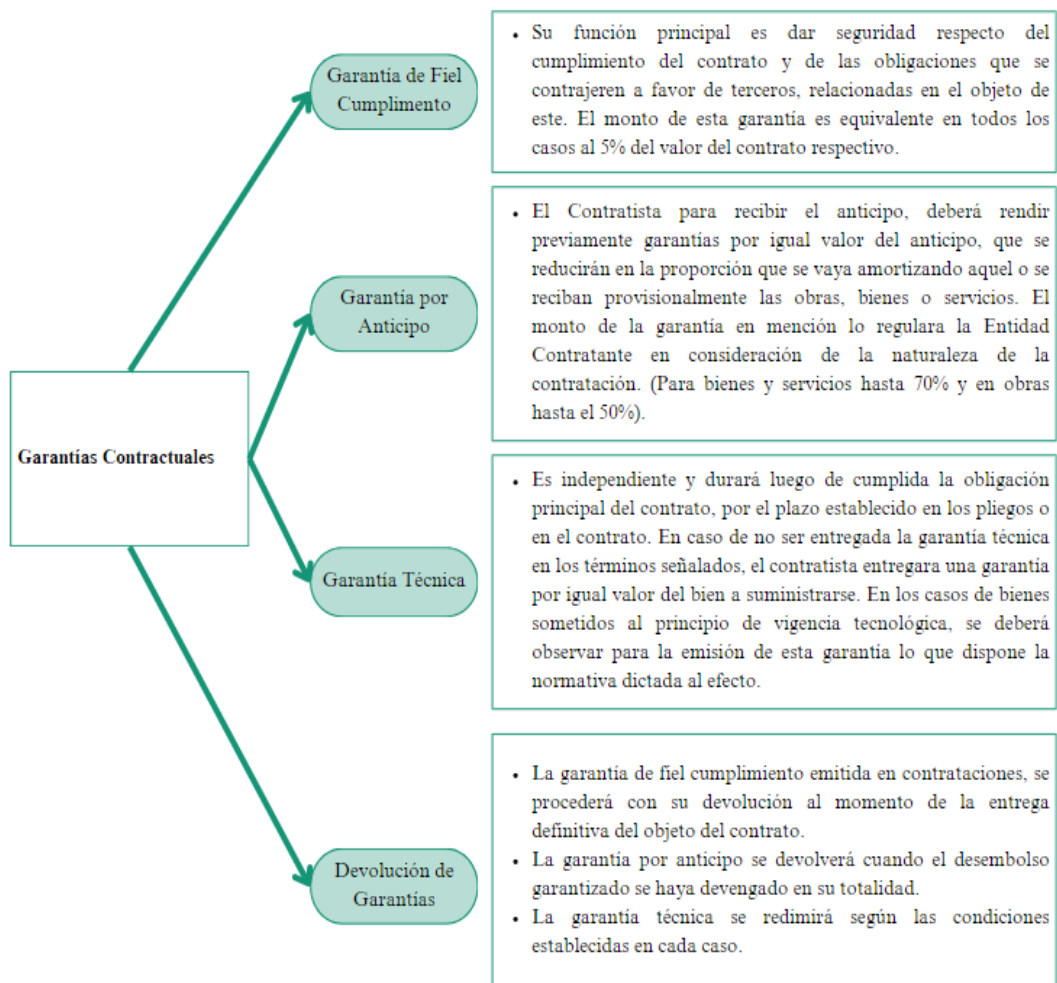 Garantías Contractuales
Garantía de Fiel
Cumplimento
• Su función principal es dar seguridad respecto del
cumplimiento del contrato y de las obligaciones que se
contrajeren a favor de terceros, relacionadas en el objeto de
este. El monto de esta garantía es equivalente en todos los
casos al 5% del valor del contrato respectivo.
Garantía por
Anticipo
• El Contratista para recibir el anticipo, deberá rendir
previamente garantías por igual valor del anticipo, que se
reducirán en la proporción que se vaya amortizando aquel o se
reciban provisionalmente las obras, bienes o servicios. El
monto de la garantía en mención lo regulara la Entidad
Contratante en consideración de la naturaleza de la
contratación. (Para bienes y servicios hasta 70% y en obras
hasta el 50%).
Garantía Técnica
• Es independiente y durará luego de cumplida la obligación
principal del contrato, por el plazo establecido en los pliegos o
en el contrato. En caso de no ser entregada la garantía técnica
en los términos señalados, el contratista entregara una garantía
por igual valor del bien a suministrarse. En los casos de bienes
sometidos al principio de vigencia tecnológica, se deberá
observar para la emisión de esta garantía lo que dispone la
normativa dictada al efecto.
Devolución de
Garantías
• La garantía de fiel cumplimiento emitida en contrataciones, se
procederá con su devolución al momento de la entrega
definitiva del objeto del contrato.
• La garantía por anticipo se devolverá cuando el desembolso
garantizado se haya devengado en su totalidad.
• La garantía técnica se redimirá según las condiciones
establecidas en cada caso.